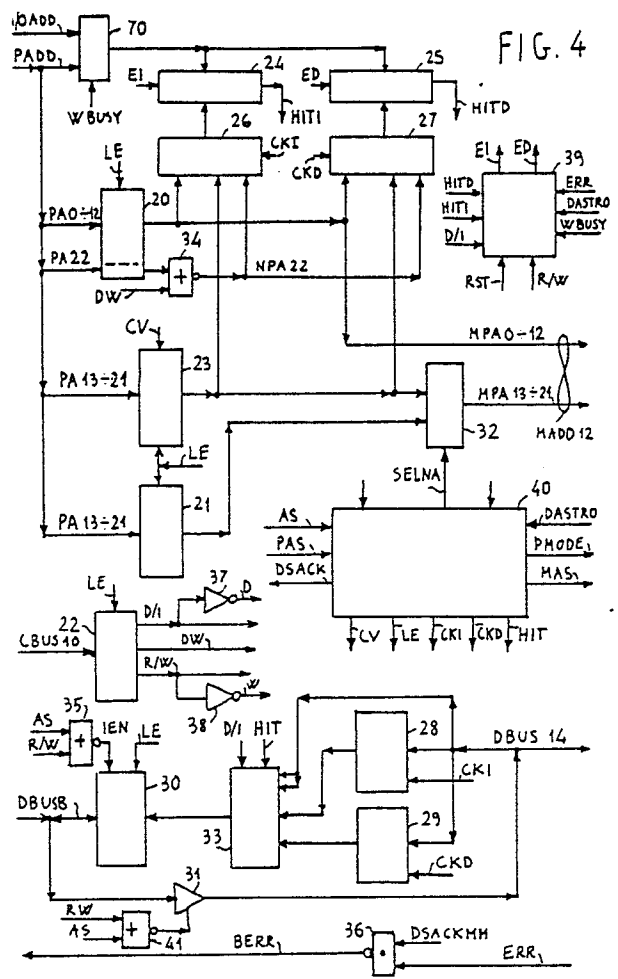 I/OADD
70
PADD
FIG. 4
24
25
EI
ED
WBUSY
HITI
HITD
26
27
CKI
CKD
LE
EI
ED
39
20
HITD
ERR
PA0÷12
HITI
DASTRO
34
D/I
WBUSY
PA22
NPA22
DW
RST
R/W
CV
MPA0÷12
23
PA13÷21
MPA13÷21
32
MADD12
LE
SELNA
21
40
AS
DASTRO
PA13÷21
PAS
PMODE
DSACK
MAS
37
LE
D
D/I
22
CV
LE
CKI
CKD
HIT
DW
CBUS10
R/W
W
35
38
AS
D/I
HIT
28
IEN
LE
DBUS 14
R/W
30
CKI
29
DBUSB
33
CKD
31
RW
36
AS
41
BERR
DSACKMM
ERR